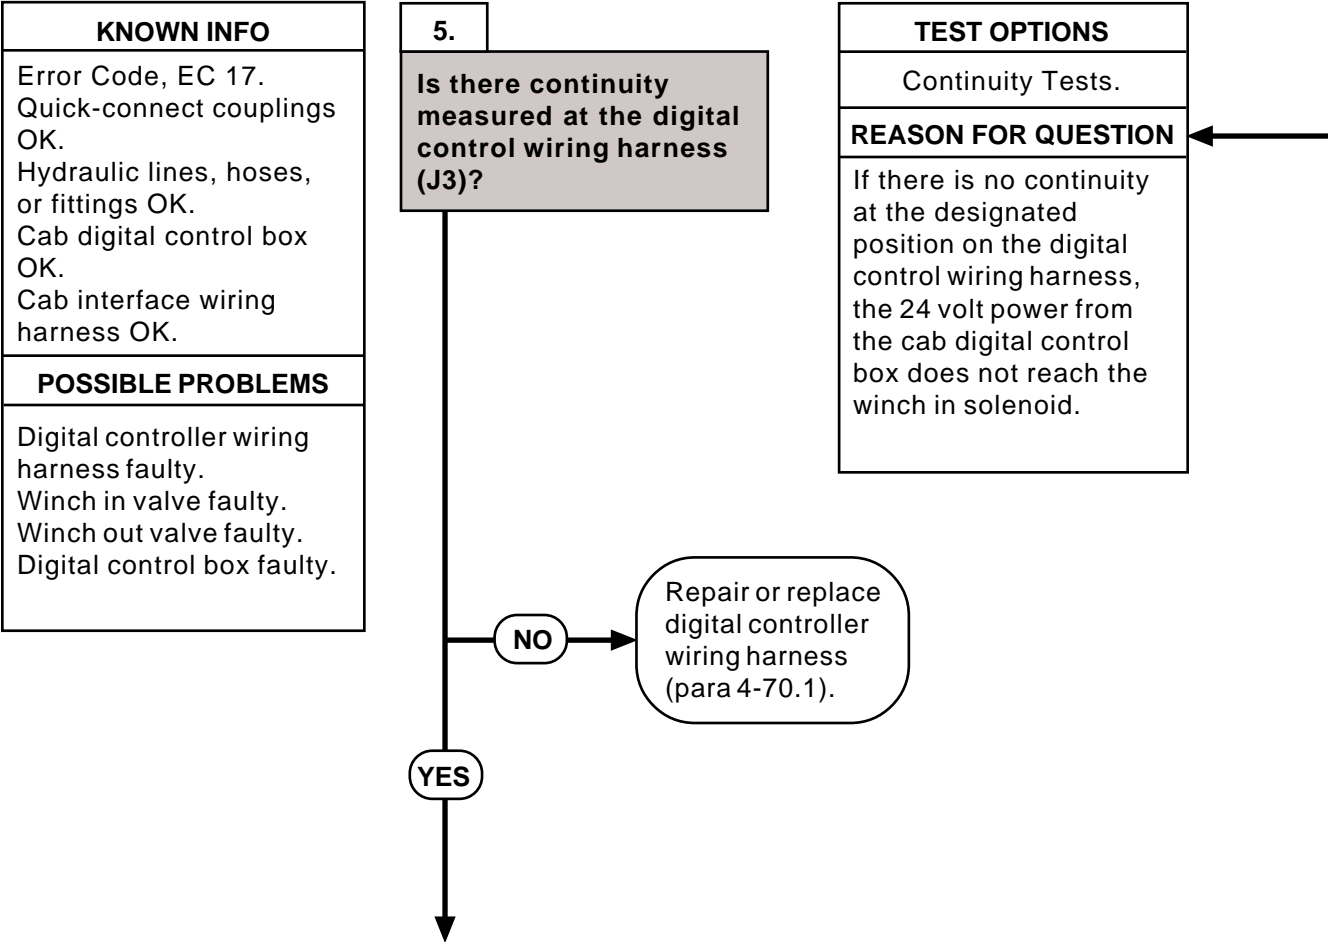 KNOWN INFO
Error Code, EC 17.
Quick-connect couplings
OK.
Hydraulic lines, hoses,
or fittings OK.
Cab digital control box
OK.
Cab interface wiring
harness OK.
POSSIBLE PROBLEMS
Digital controller wiring
harness faulty.
Winch in valve faulty.
Winch out valve faulty.
Digital control box faulty.
5.
Is there continuity
measured at the digital
control wiring harness
(J3)?
TEST OPTIONS
Continuity Tests.
REASON FOR QUESTION
If there is no continuity
at the designated
position on the digital
control wiring harness,
the 24 volt power from
the cab digital control
box does not reach the
winch in solenoid.
NO
Repair or replace
digital controller
wiring harness
(para 4-70.1).
YES